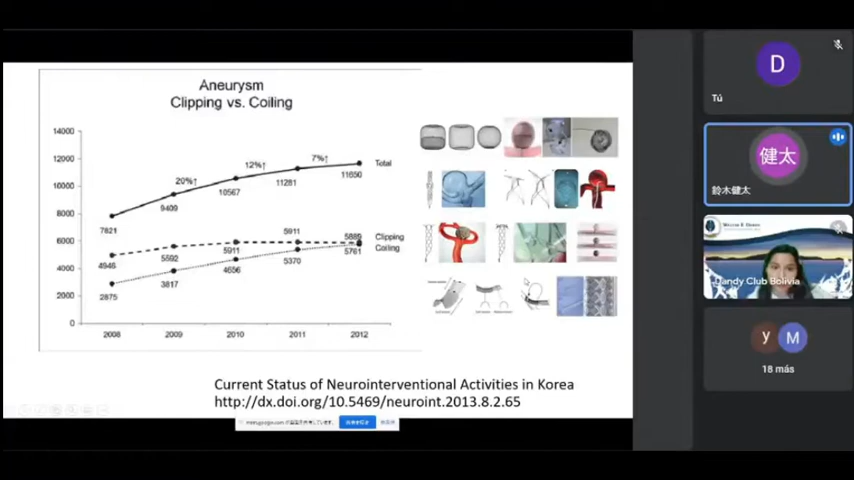 Aneurysm
Clipping vs. Coiling
14000
12000
10000
8000
6000
4000
2000
0
20%↑
12%↑
7%↑
Total
7821
9409
10567
11281
11650
Clipping
4946
5592
5911
5911
5889
Coiling
2875
3817
4656
5370
5761
2008
2009
2010
2011
2012
Current Status of Neurointerventional Activities in Korea
http://dx.doi.org/10.5469/neuroint.2013.8.2.65
D
Tú
健太
鈴木健太
Dandy Club Bolivia
y
M
18 más